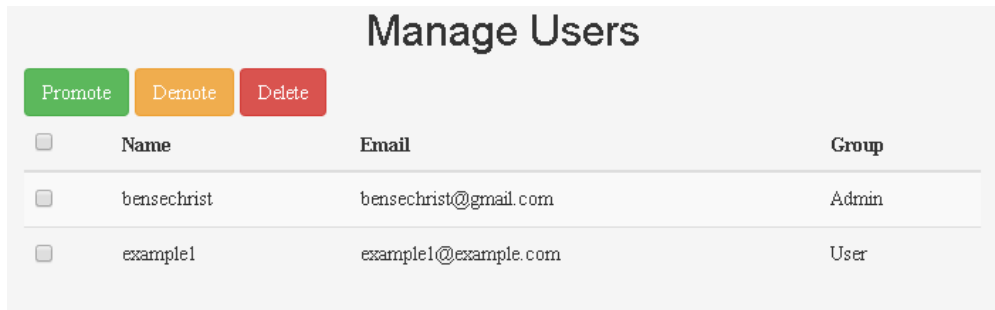 Manage Users
Promote Demote Delete
Name Email Group
bensechrist bensechrist@gmail.com Admin
example1 example1@example.com User